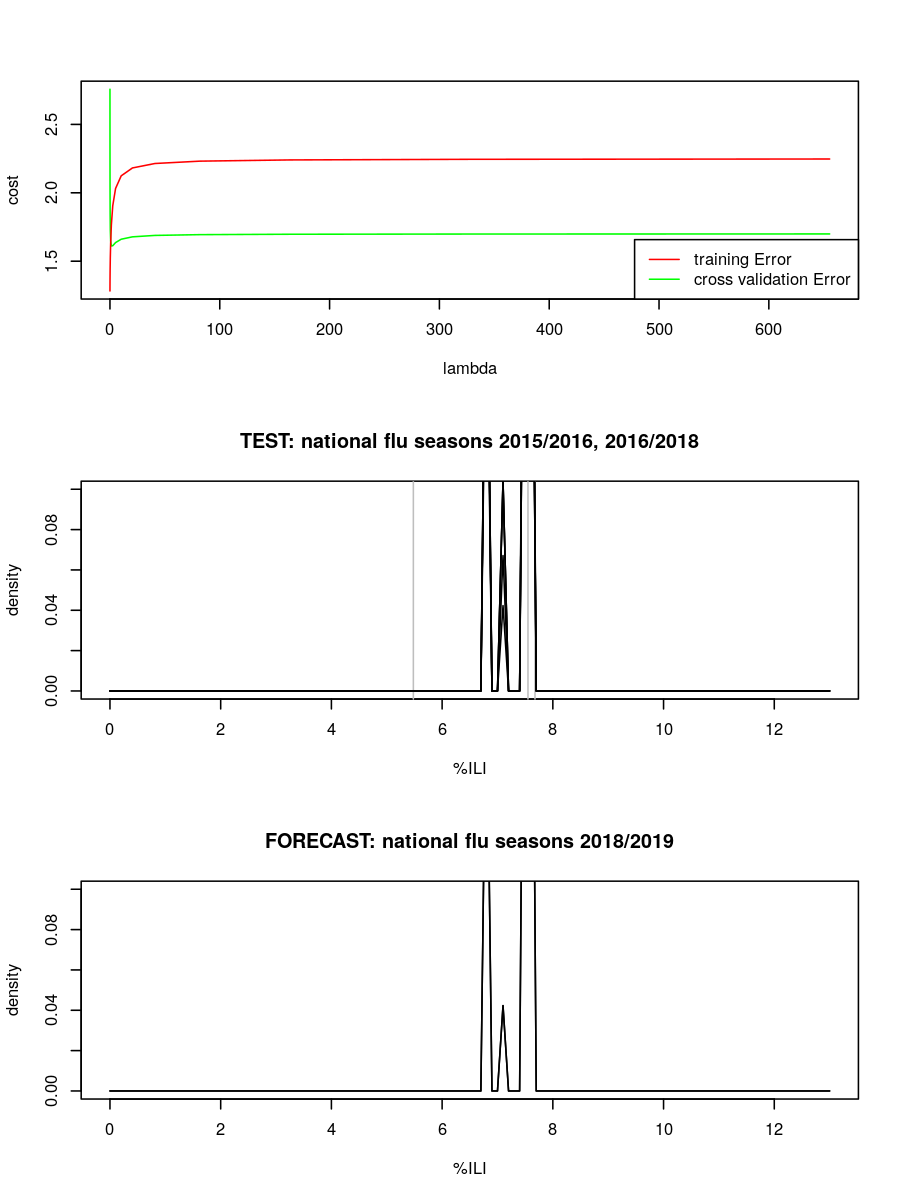 2.5
2.0
1.5
cost
training Error
cross validation Error
0 100 200 300 400 500 600
lambda
TEST: national flu seasons 2015/2016, 2016/2018
0.08
0.04
0.00
density
0 2 4 6 8 10 12
%ILI
FORECAST: national flu seasons 2018/2019
0.08
0.04
0.00
density
0 2 4 6 8 10 12
%ILI